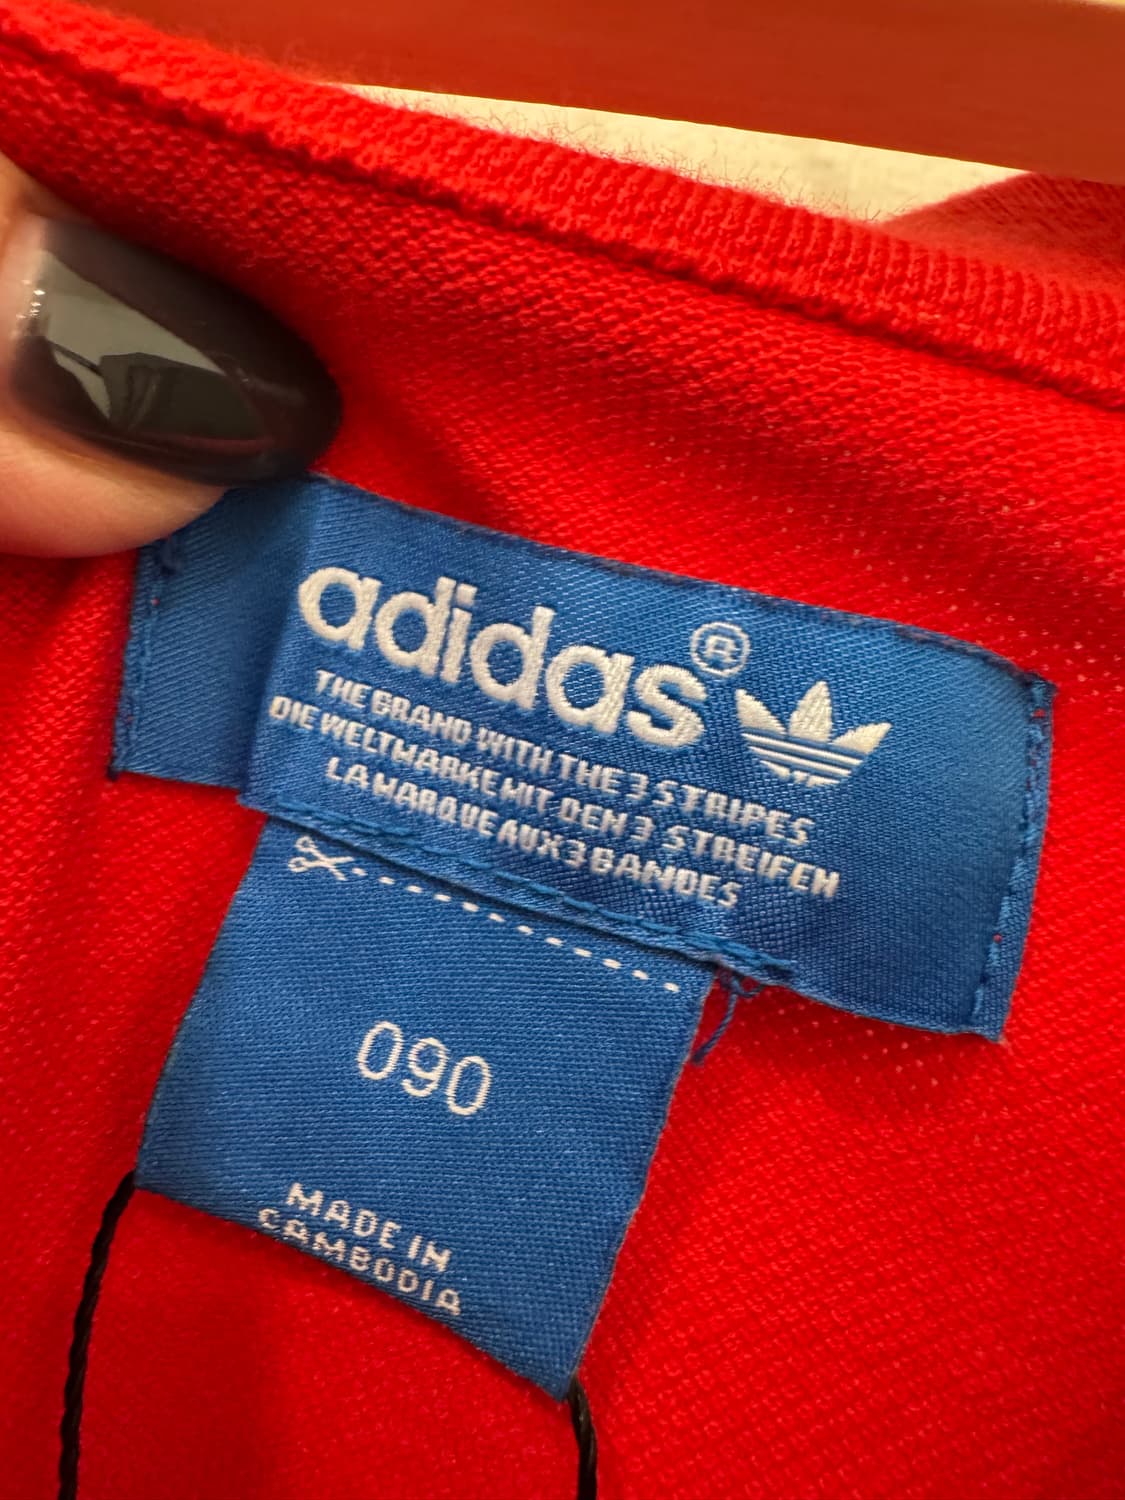 adidas®
THE BRAND WITH THE 3 STRIPES
DIE WELTMARKE MIT DEN 3 STREIFEN
LA MARQUE AUX 3 BANDES
090
MADE IN
CAMBODIA